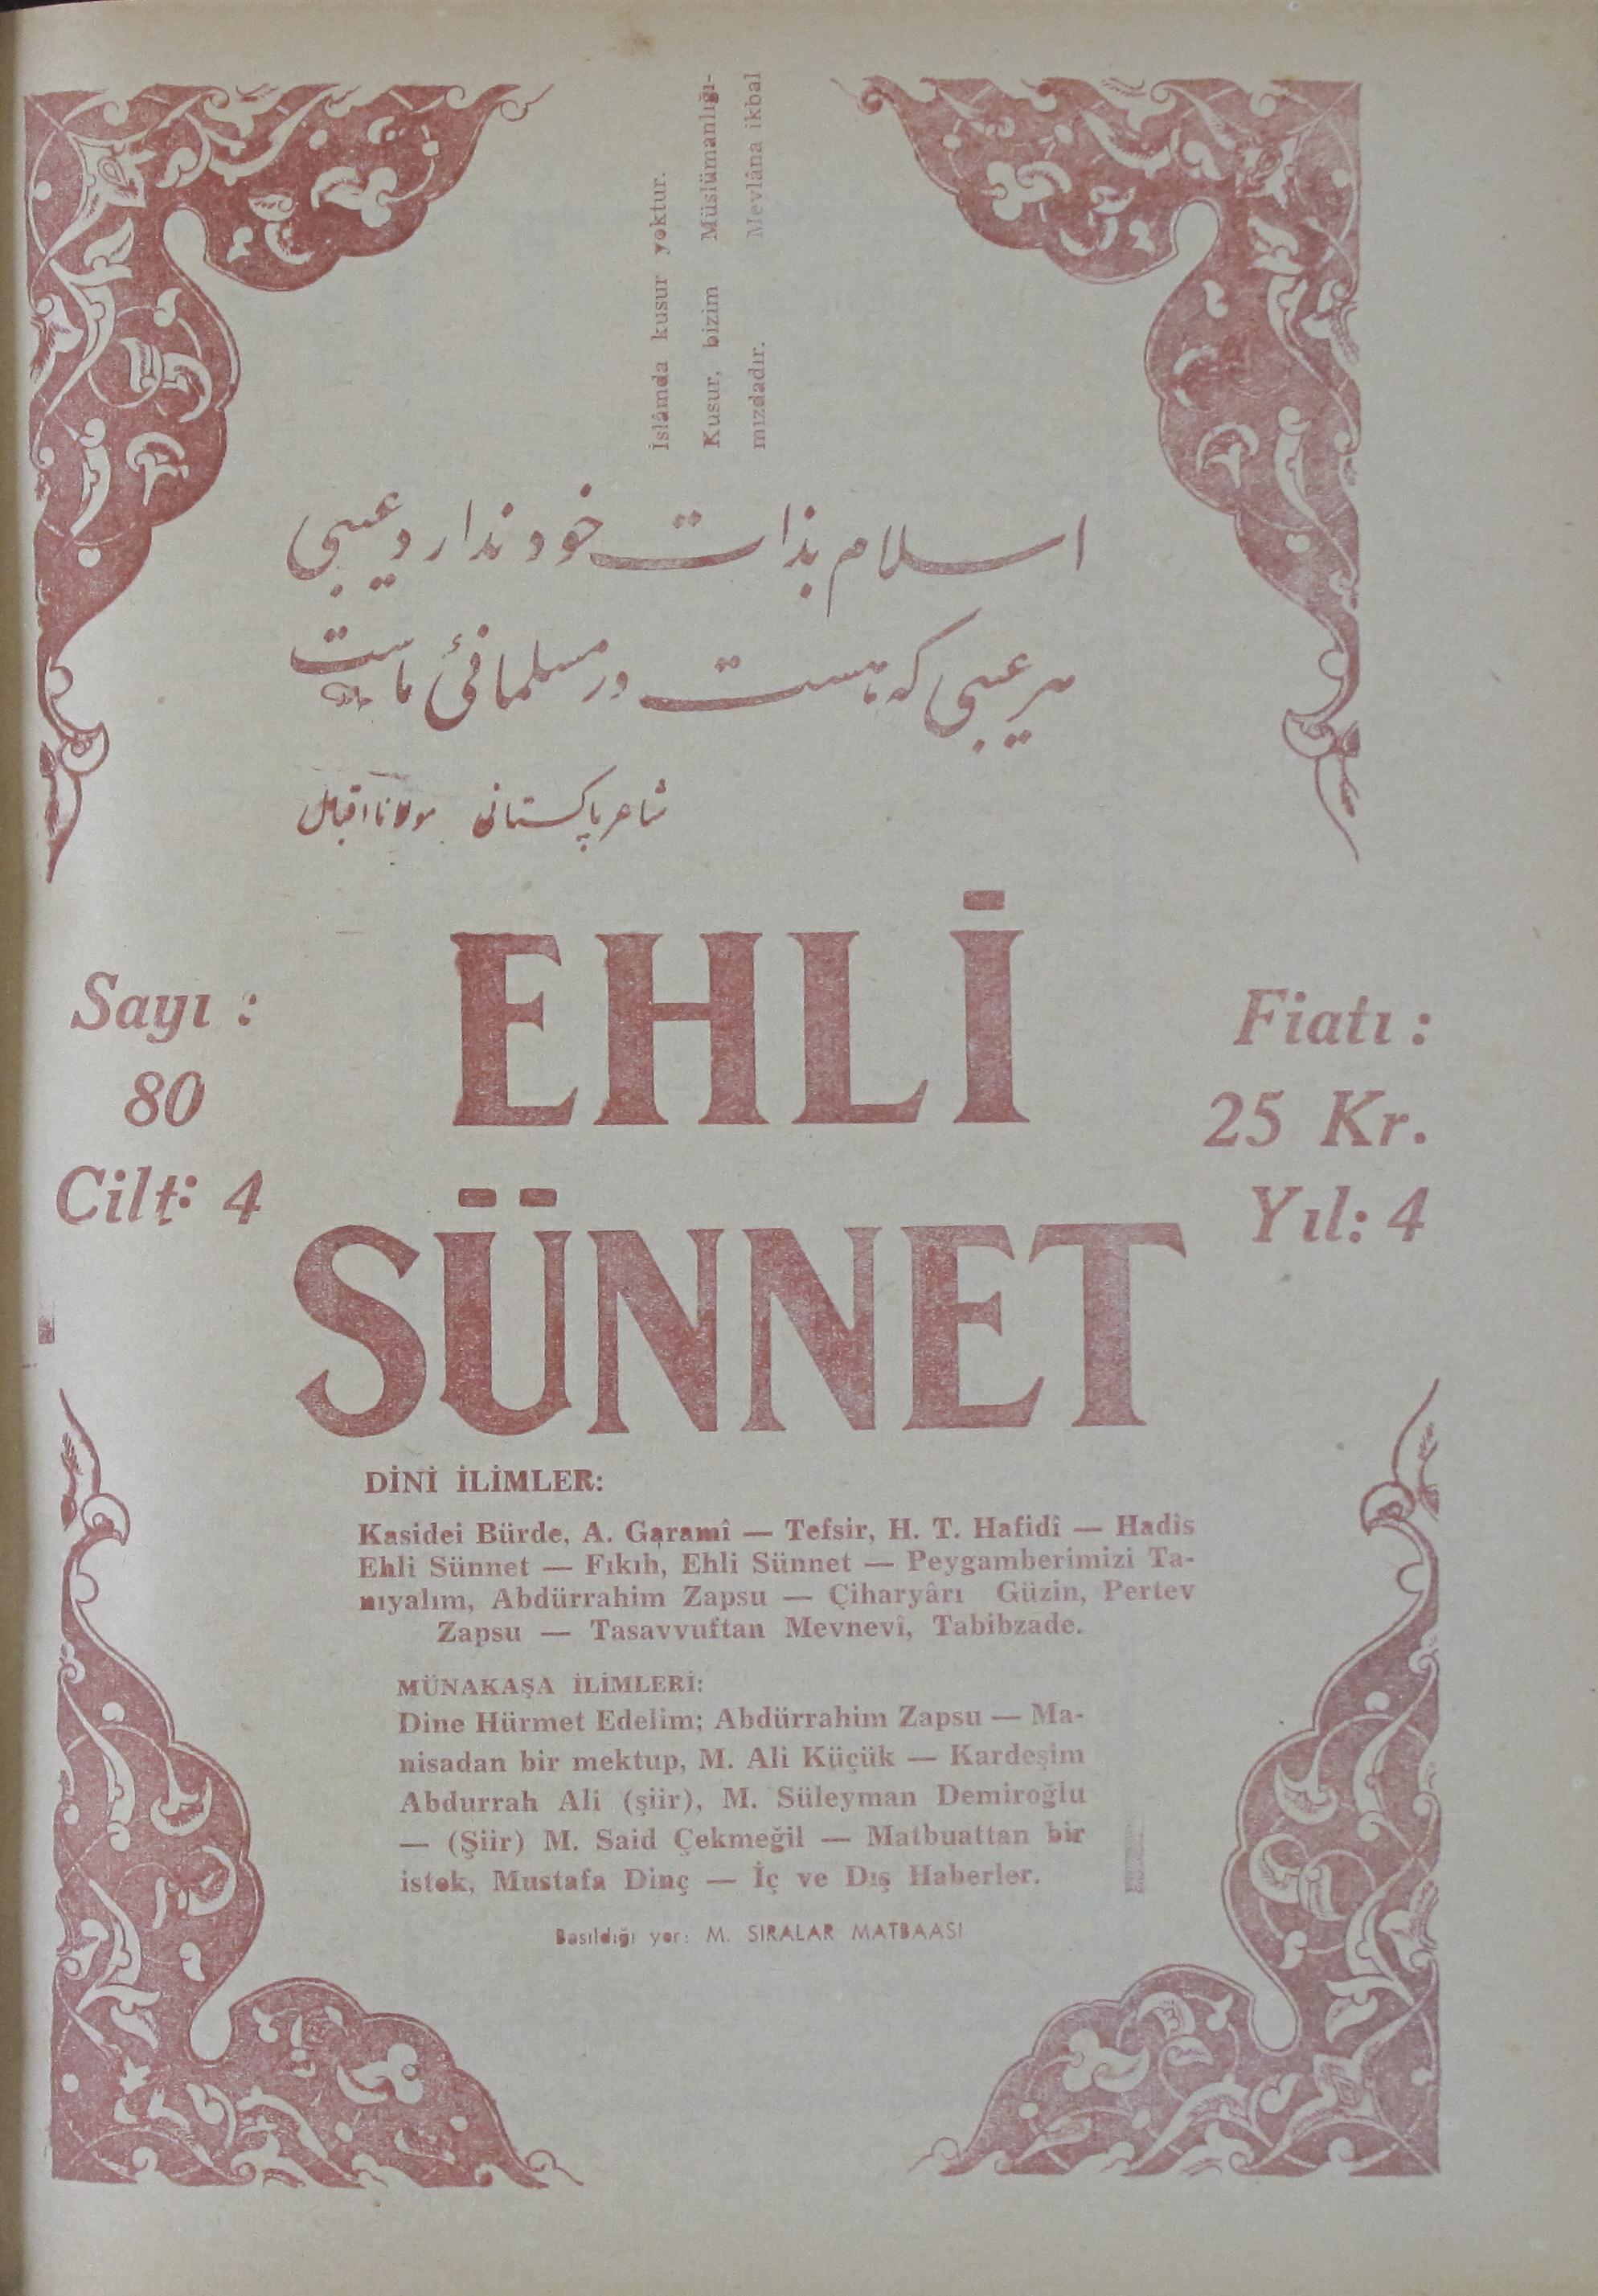 İslâmda kusur yoktur.
Kusur, bizim Müslümanlığı-
mızdadır. Mevlâna ikbal
اسلام بذات خود ندارد عیبی
هر عیبی که هست در مسلمانئ ماست
شاعر پاکستان مولانا اقبال
EHLİ
SÜNNET
Sayı :
80
Cilt: 4
Fiatı :
25 Kr.
Yıl: 4
DİNİ İLİMLER:
Kasidei Bürde, A. Garamî — Tefsir, H. T. Hafidî — Hadîs
Ehli Sünnet — Fıkıh, Ehli Sünnet — Peygamberimizi Ta-
nıyalım, Abdürrahim Zapsu — Çiharyârı Güzin, Pertev
Zapsu — Tasavvuftan Mevnevî, Tabibzade.
MÜNAKAŞA İLİMLERİ:
Dine Hürmet Edelim; Abdürrahim Zapsu — Ma-
nisadan bir mektup, M. Ali Küçük — Kardeşim
Abdurrah Ali (şiir), M. Süleyman Demiroğlu
— (Şiir) M. Said Çekmeğil — Matbuattan bir
istek, Mustafa Dinç — İç ve Dış Haberler.
Basıldığı yer: M. SIRALAR MATBAASI